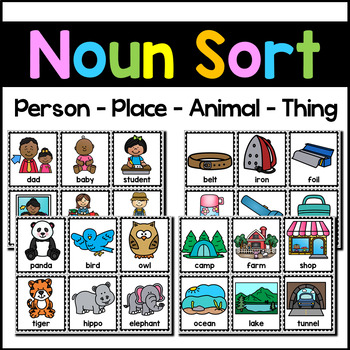 Noun Sort
Person - Place - Animal - Thing
dad baby student
belt iron foil
panda bird owl
tiger hippo elephant
camp farm shop
ocean lake tunnel